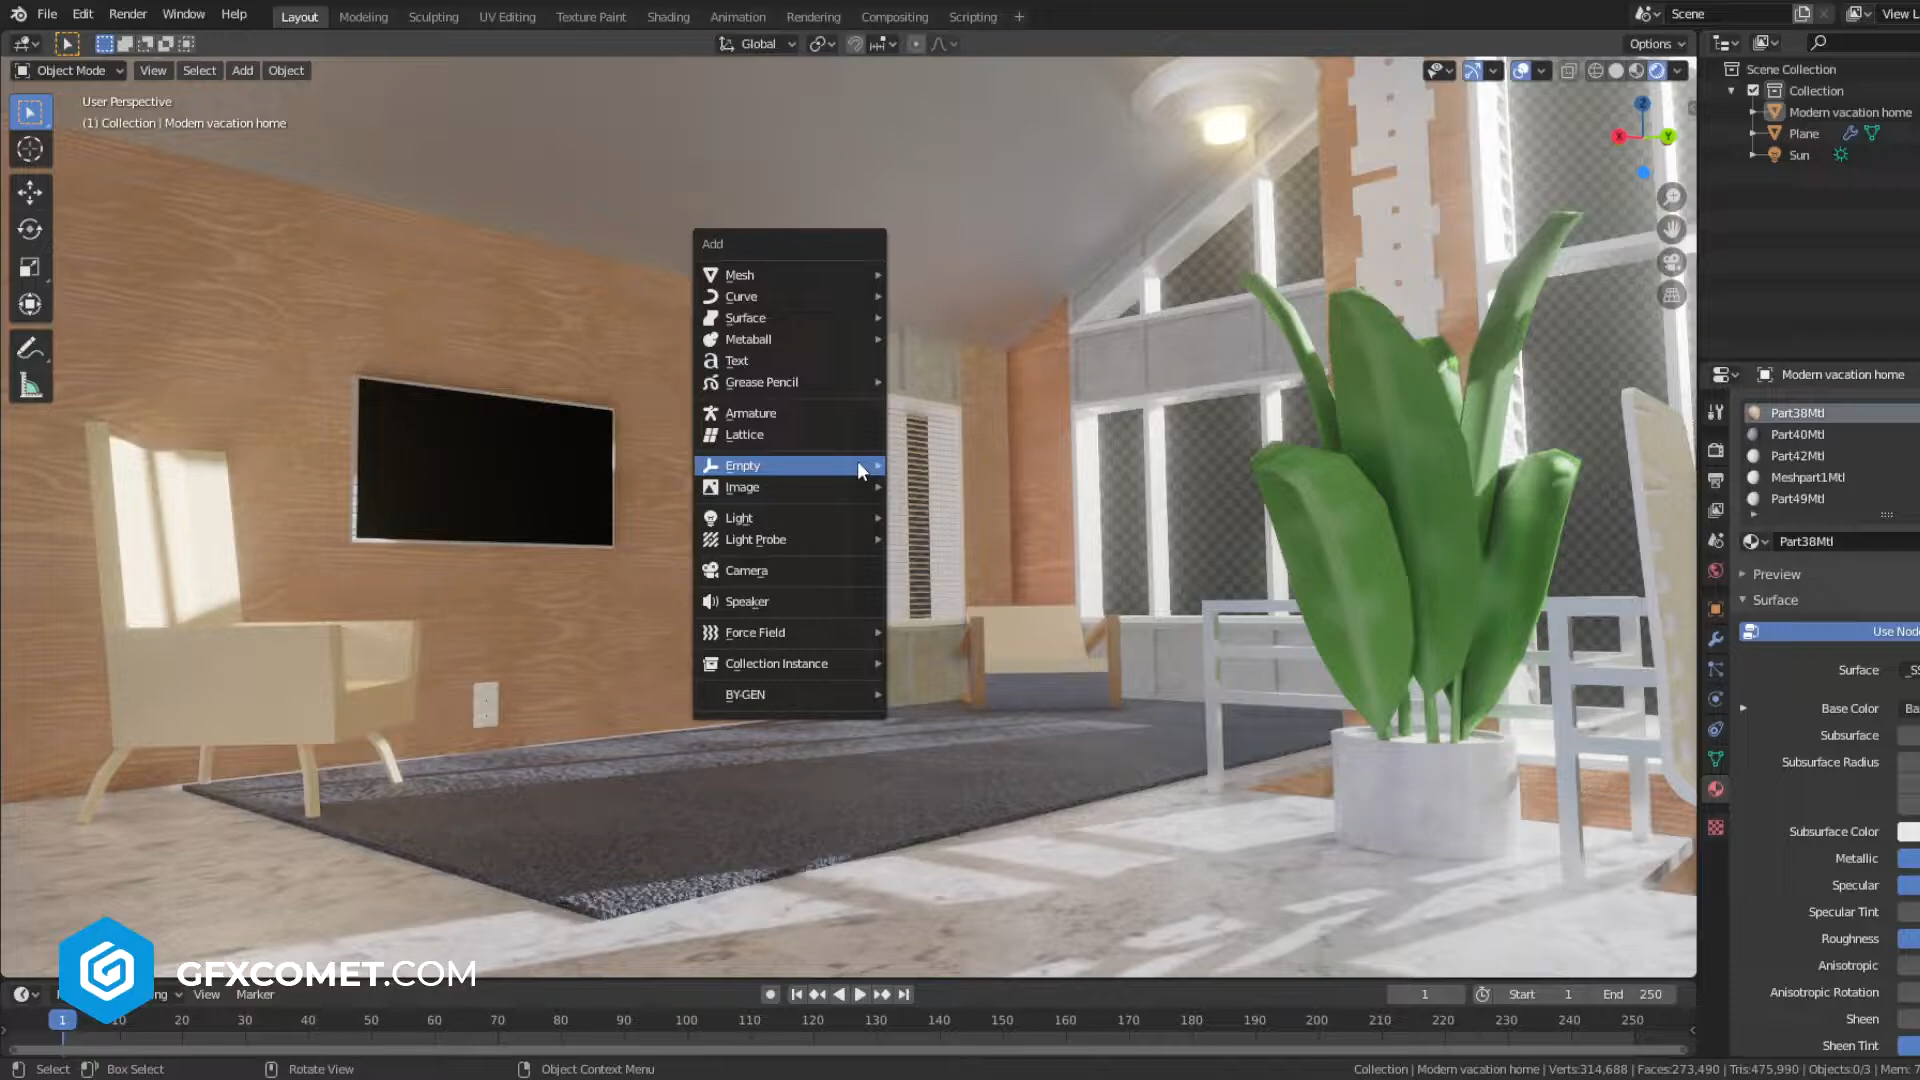 File Edit Render Window Help Layout Modeling Sculpting UV Editing Texture Paint Shading Animation Rendering Compositing Scripting + Scene View L
Global Options
Object Mode View Select Add Object
User Perspective
(1) Collection | Modern vacation home
X Y Z
Add
Mesh
Curve
Surface
Metaball
Text
Grease Pencil
Armature
Lattice
Empty
Image
Light
Light Probe
Camera
Speaker
Force Field
Collection Instance
BY-GEN
Scene Collection
Collection
Modern vacation home
Plane
Sun
Modern vacation home
Part38Mtl
Part40Mtl
Part42Mtl
Meshpart1Mtl
Part49Mtl
Part38Mtl
Preview
Surface
Use Nod
Surface
Base Color Ba
Subsurface
Subsurface Radius
Subsurface Color
Metallic
Specular
Specular Tint
Roughness
Anisotropic
Anisotropic Rotation
Sheen
Sheen Tint
GFXCOMET.COM
View Marker 1 Start 1 End 250
1 10 20 30 40 50 60 70 80 90 100 110 120 130 140 150 160 170 180 190 200 210 220 230 240 250
Select Box Select Rotate View Object Context Menu Collection | Modern vacation home | Verts:314,688 | Faces:273,490 | Tris:475,990 | Objects:0/3 | Mem: 7